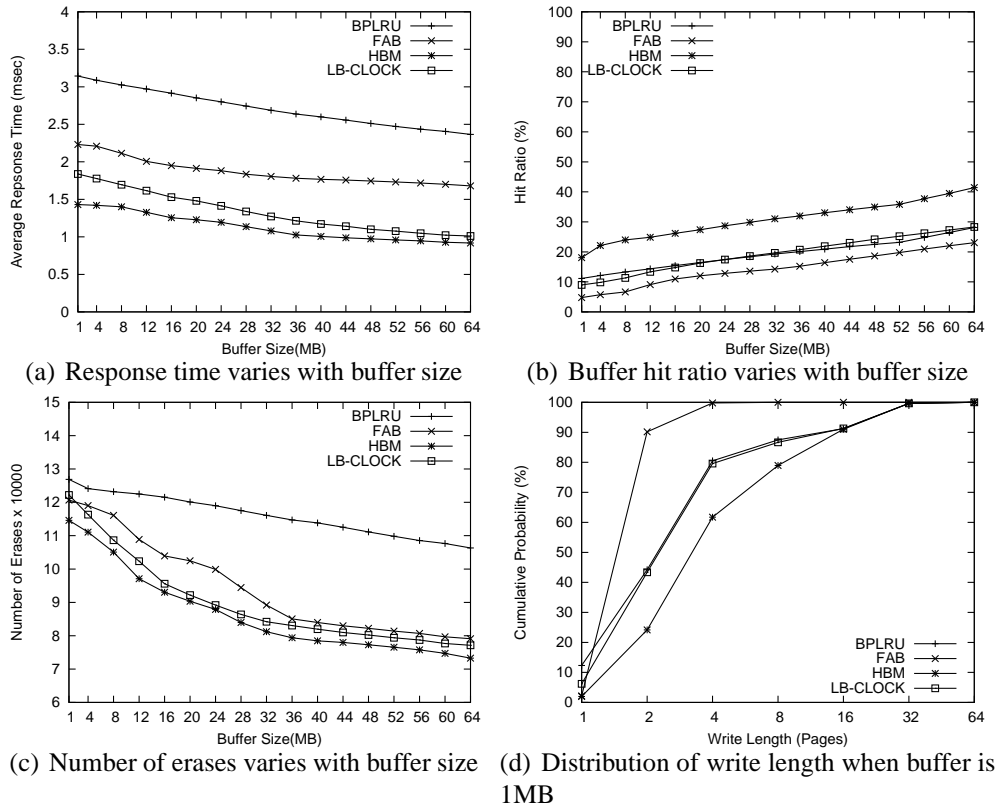 4
3.5
3
2.5
2
1.5
1
0.5
0
Average Repsonse Time (msec)
BPLRU
FAB
HBM
LB-CLOCK
1 4 8 12 16 20 24 28 32 36 40 44 48 52 56 60 64
Buffer Size(MB)
(a) Response time varies with buffer size
100
90
80
70
60
50
40
30
20
10
0
Hit Ratio (%)
BPLRU
FAB
HBM
LB-CLOCK
1 4 8 12 16 20 24 28 32 36 40 44 48 52 56 60 64
Buffer Size(MB)
(b) Buffer hit ratio varies with buffer size
15
14
13
12
11
10
9
8
7
6
Number of Erases x 10000
BPLRU
FAB
HBM
LB-CLOCK
1 4 8 12 16 20 24 28 32 36 40 44 48 52 56 60 64
Buffer Size(MB)
(c) Number of erases varies with buffer size
100
90
80
70
60
50
40
30
20
10
0
Cumulative Probability (%)
BPLRU
FAB
HBM
LB-CLOCK
1 2 4 8 16 32 64
Write Length (Pages)
(d) Distribution of write length when buffer is
1MB